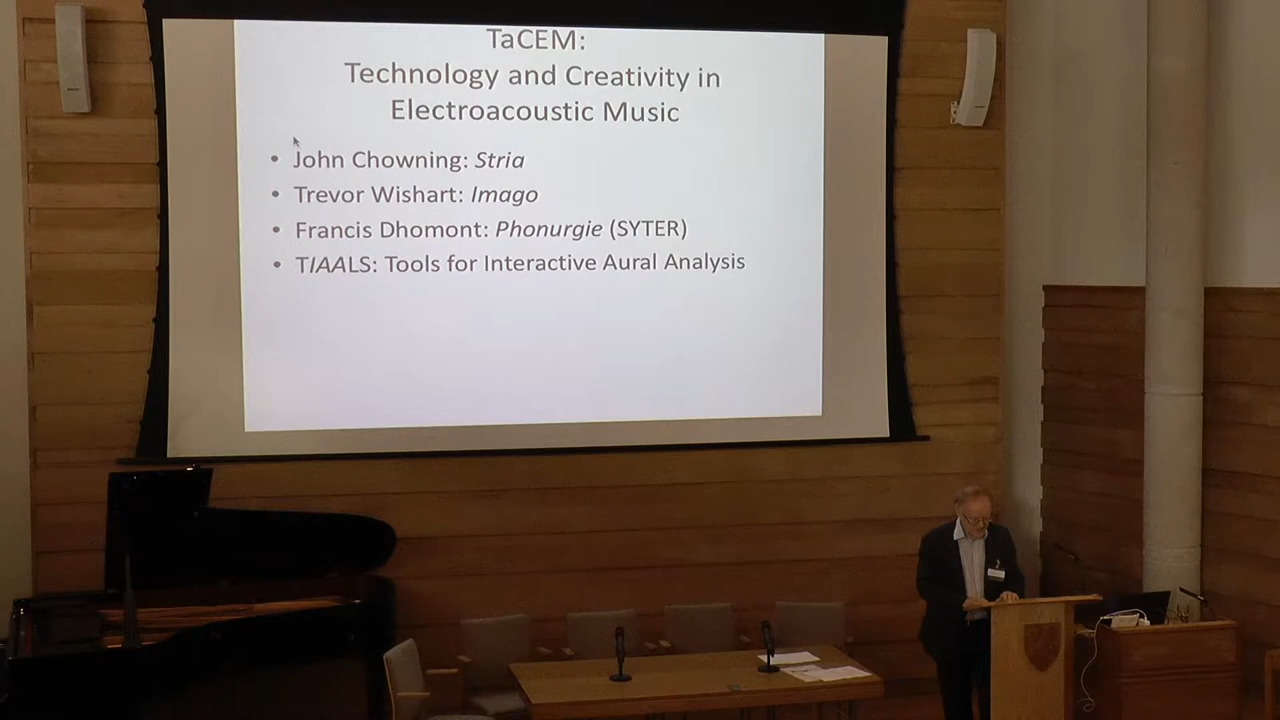 TaCEM:
Technology and Creativity in
Electroacoustic Music
• John Chowning: Stria
• Trevor Wishart: Imago
• Francis Dhomont: Phonurgie (SYTER)
• TIAALS: Tools for Interactive Aural Analysis